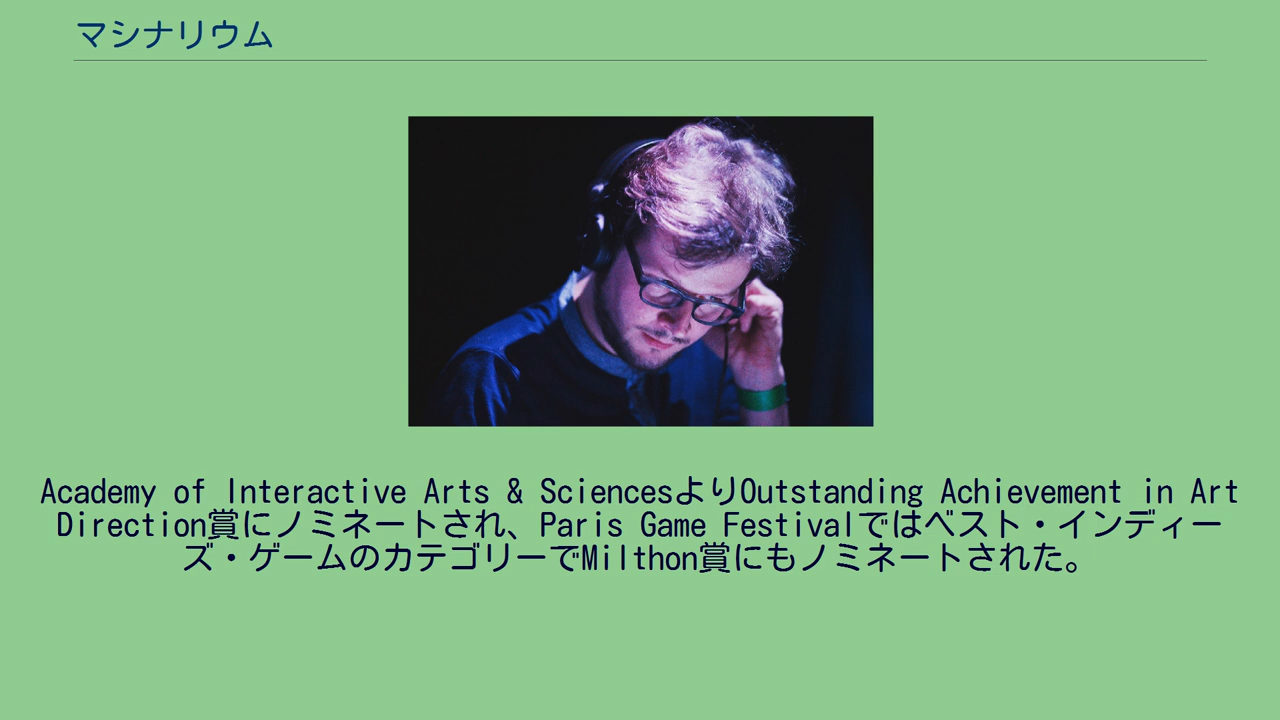 マシナリウム
Academy of Interactive Arts & SciencesよりOutstanding Achievement in Art
Direction賞にノミネートされ、Paris Game Festivalではベスト・インディー
ズ・ゲームのカテゴリーでMilthon賞にもノミネートされた。